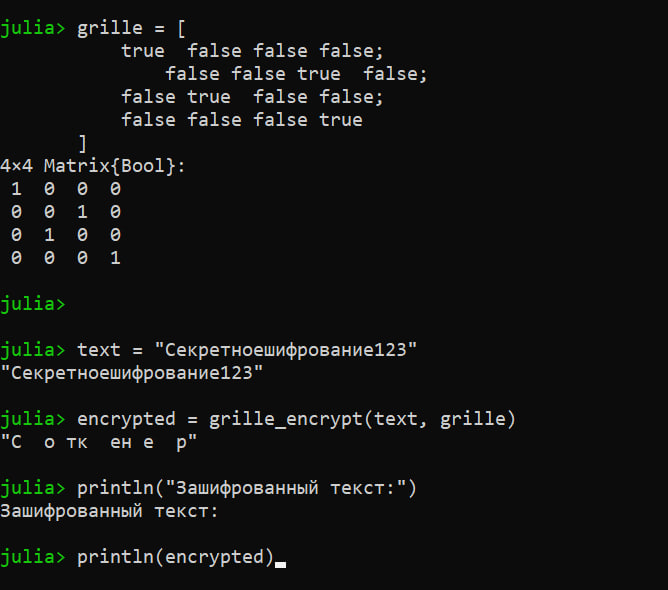 julia> grille = [
true false false false;
false false true false;
false true false false;
false false false true
]
4×4 Matrix{Bool}:
1 0 0 0
0 0 1 0
0 1 0 0
0 0 0 1
julia>
julia> text = "Секретноешифрование123"
"Секретноешифрование123"
julia> encrypted = grille_encrypt(text, grille)
"С  о тк  ен е  р"
julia> println("Зашифрованный текст:")
Зашифрованный текст:
julia> println(encrypted)